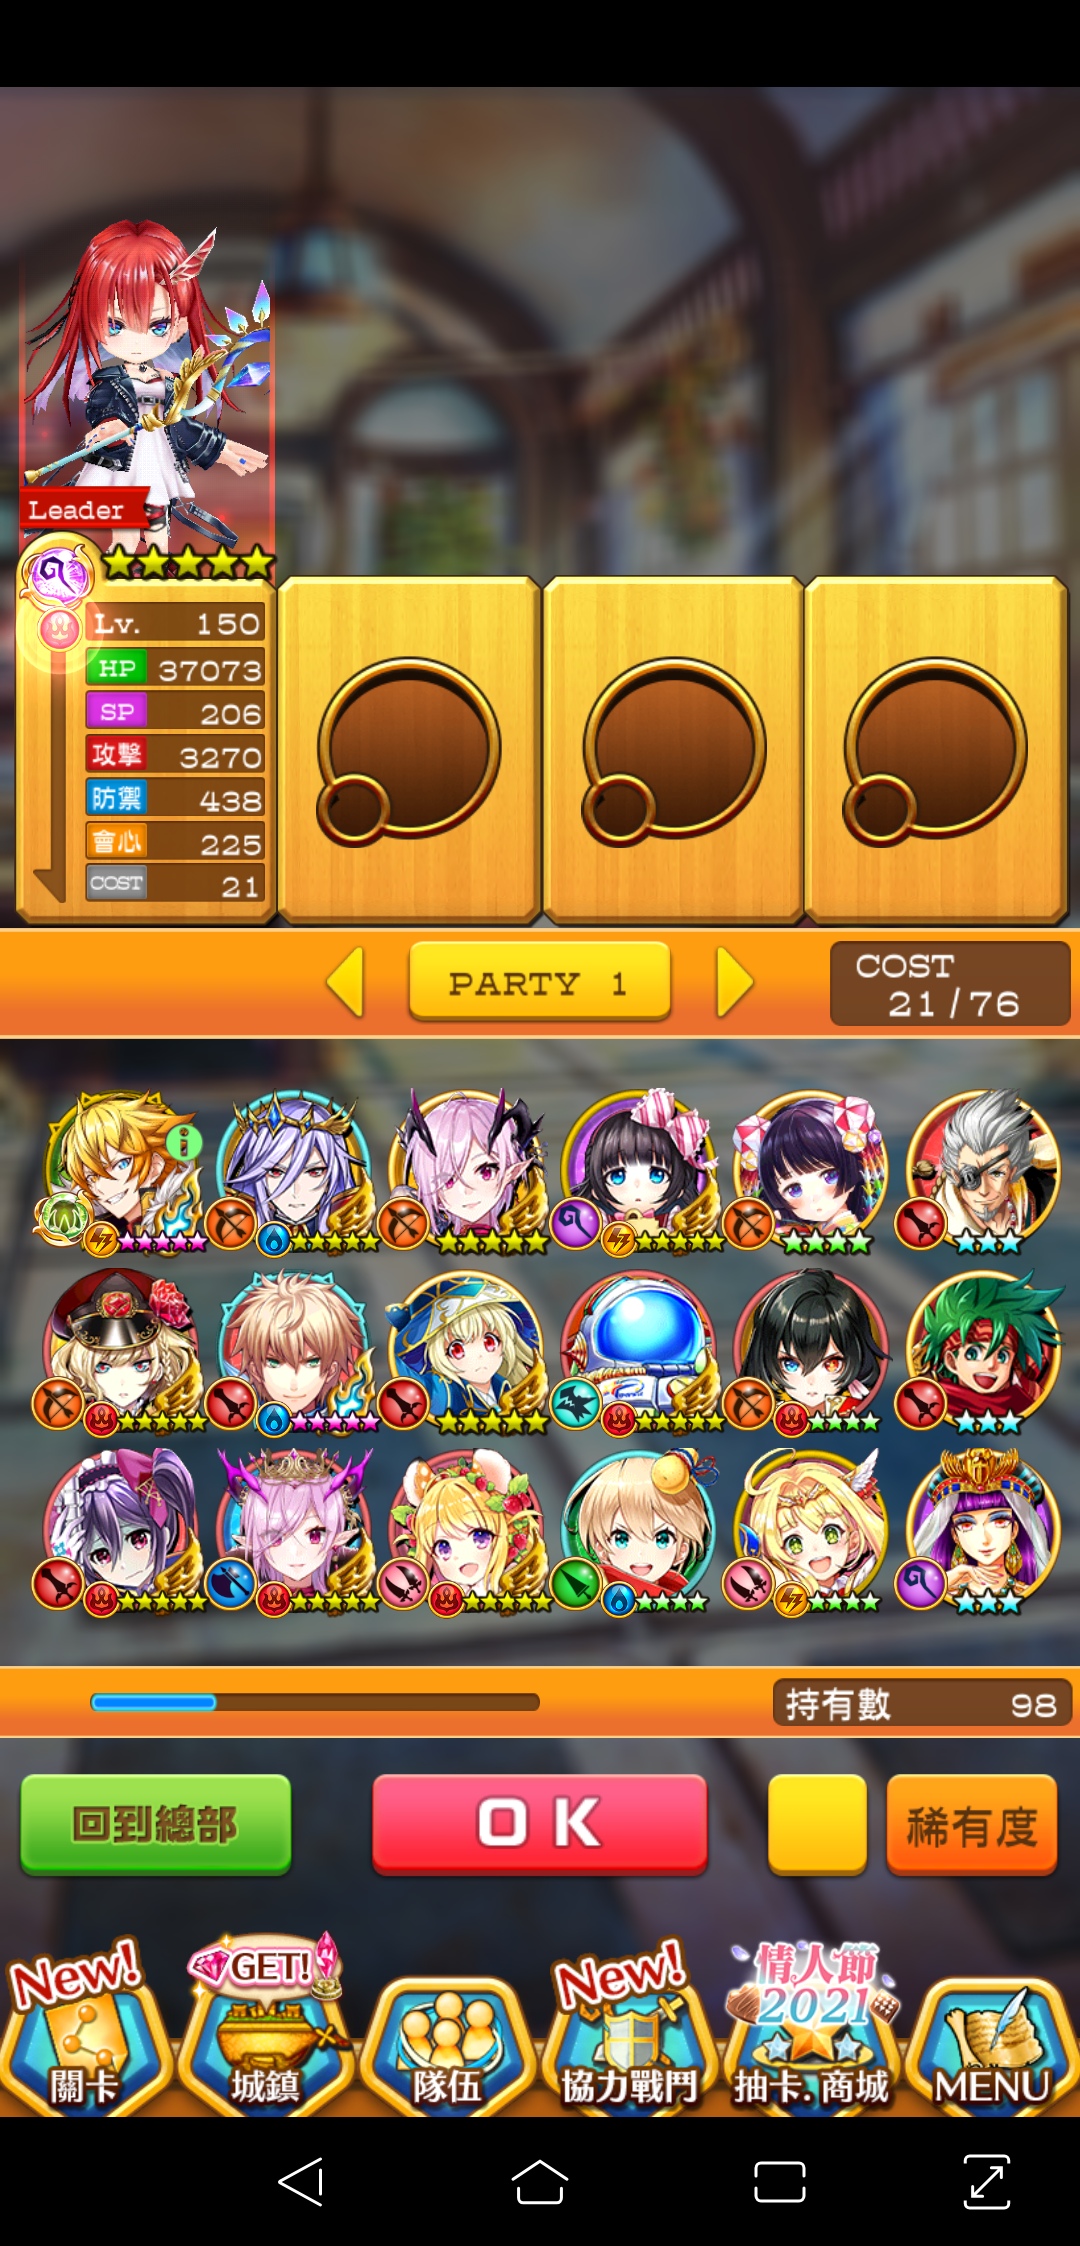 Leader
Lv. 150
HP 37073
SP 206
攻擊 3270
防禦 438
會心 225
COST 21
PARTY 1
COST
21/76
持有數 98
回到總部
OK
稀有度
New!
GET!
New!
情人節
2021
關卡
城鎮
隊伍
協力戰鬥
抽卡.商城
MENU